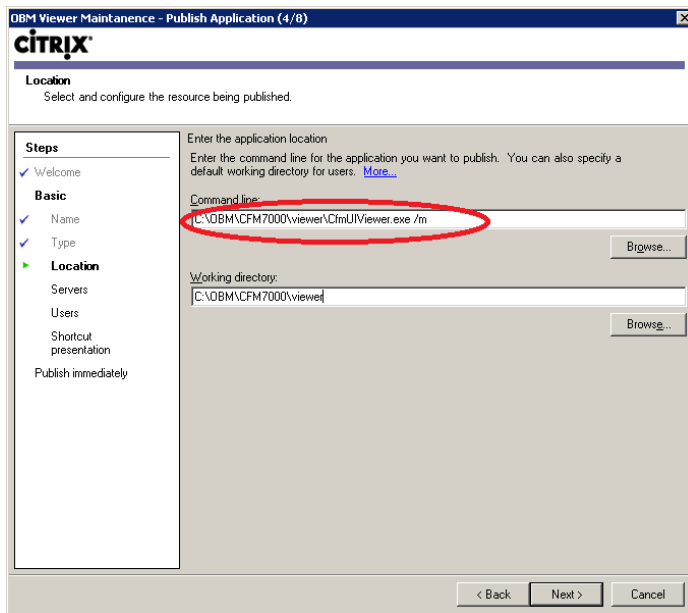 OBM Viewer Maintanence - Publish Application (4/8)
CITRIX®
Location
Select and configure the resource being published.
Steps
Welcome
Basic
Name
Type
Location
Servers
Users
Shortcut
presentation
Publish immediately
Enter the application location
Enter the command line for the application you want to publish. You can also specify a
default working directory for users. More...
Command line:
C:\OBM\CFM7000\viewer\CfmUIViewer.exe /m
Browse...
Working directory:
C:\OBM\CFM7000\viewer
Browse...
< Back Next > Cancel